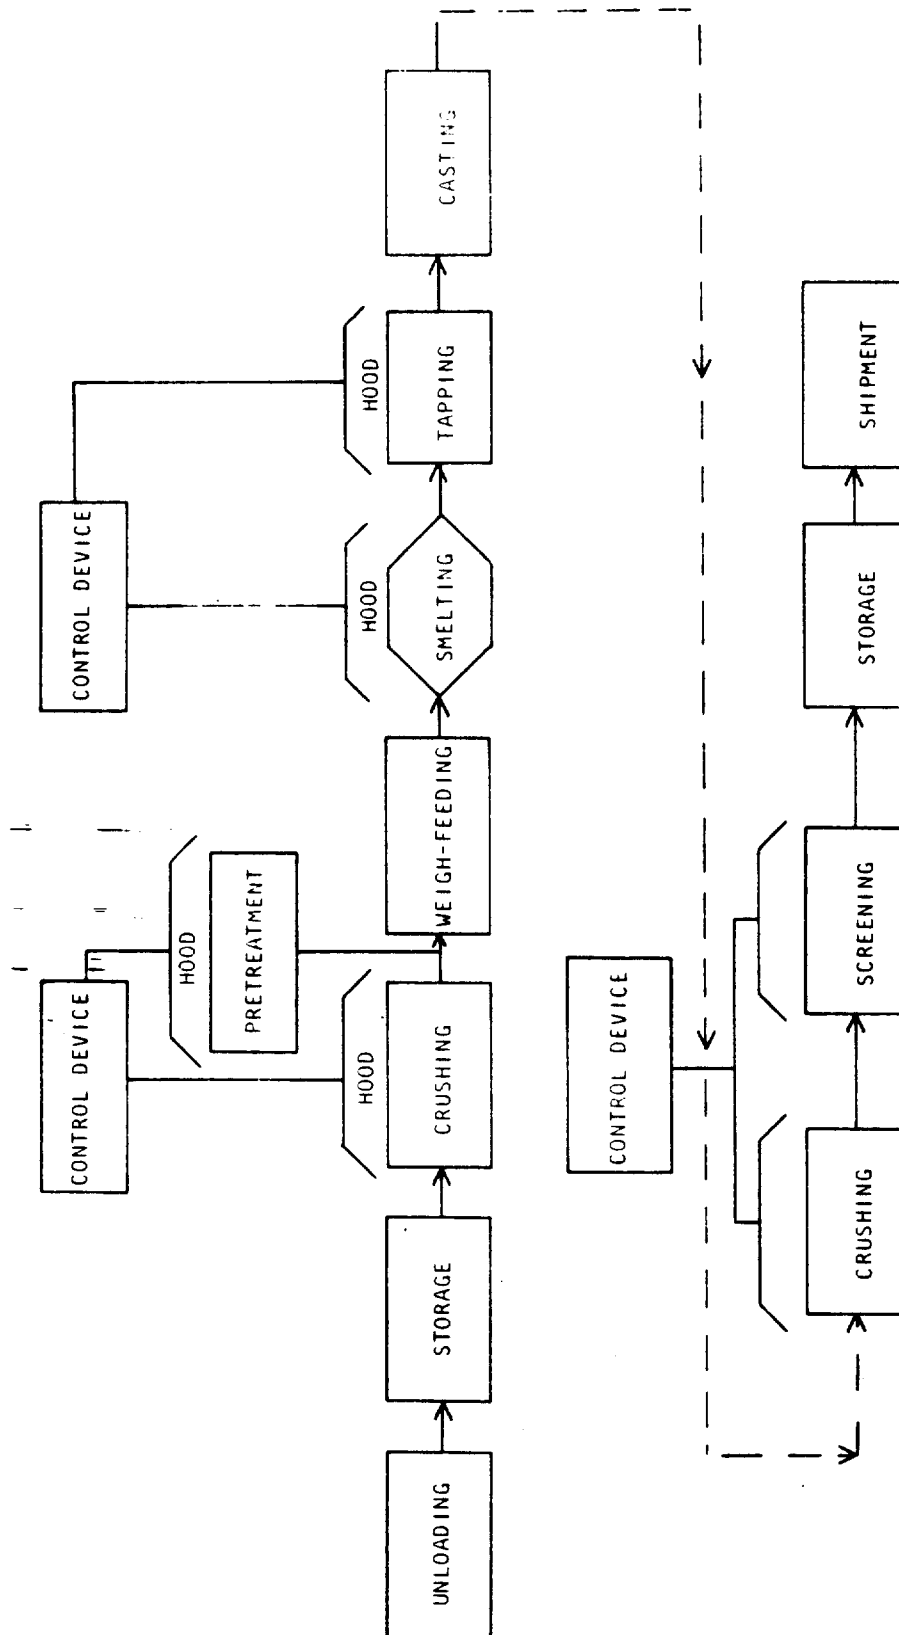 CONTROL DEVICE
CONTROL DEVICE
HOOD
PRETREATMENT
HOOD
HOOD
HOOD
UNLOADING
STORAGE
CRUSHING
WEIGH-FEEDING
SMELTING
TAPPING
CASTING
CONTROL DEVICE
CRUSHING
SCREENING
STORAGE
SHIPMENT